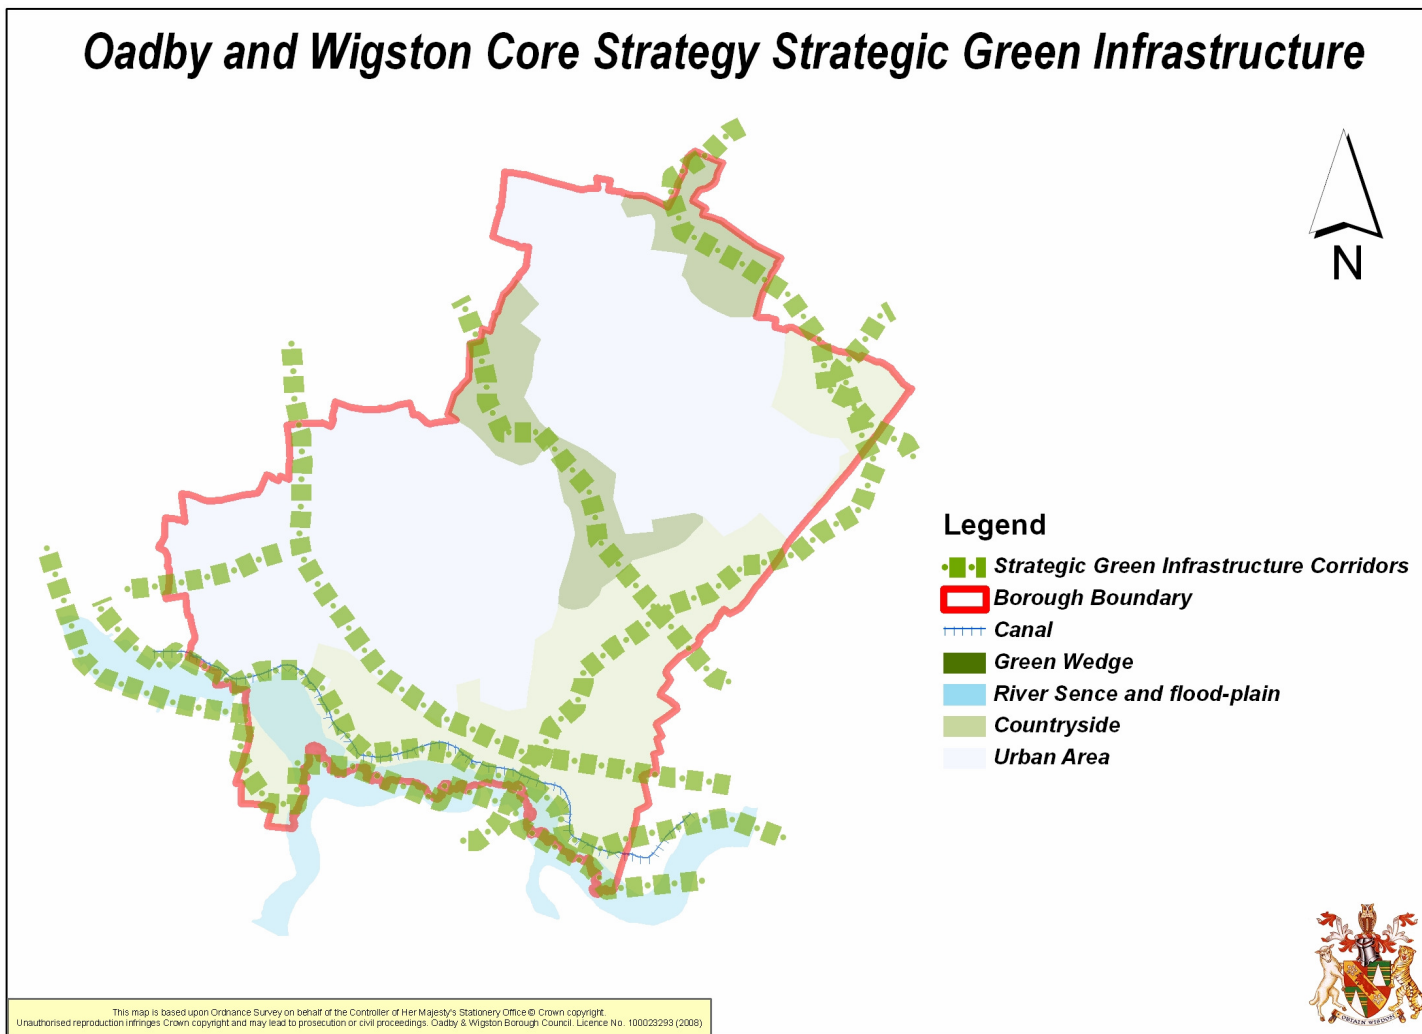 Oadby and Wigston Core Strategy Strategic Green Infrastructure
N
Legend
Strategic Green Infrastructure Corridors
Borough Boundary
Canal
Green Wedge
River Sence and flood-plain
Countryside
Urban Area
This map is based upon Ordnance Survey on behalf of the Controller of Her Majesty's Stationery Office © Crown copyright.
Unauthorised reproduction infringes Crown copyright and may lead to prosecution or civil proceedings. Oadby & Wigston Borough Council. Licence No. 100023293 (2008)